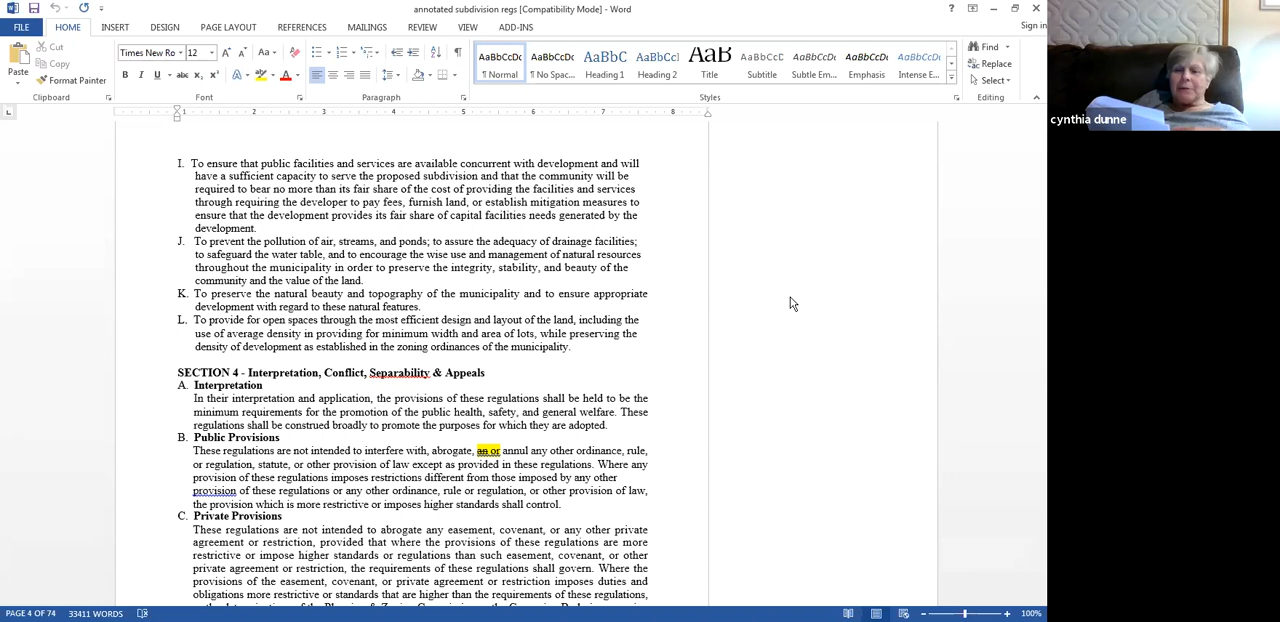 annotated subdivision regs [Compatibility Mode] - Word
Sign in
FILE HOME INSERT DESIGN PAGE LAYOUT REFERENCES MAILINGS REVIEW VIEW ADD-INS
Paste
Cut
Copy
Format Painter
Clipboard
Times New Ro 12
Font
Paragraph
AaBbCcDc AaBbCcDc AaBbC AaBbCc AaB AaBbCcC AaBbCcDc AaBbCcDc AaBbCcDc
¶ Normal ¶ No Spac... Heading 1 Heading 2 Title Subtitle Subtle Em... Emphasis Intense E...
Styles
Find
Replace
Select
Editing
1 2 3 4 5 6 7 8
I. To ensure that public facilities and services are available concurrent with development and will
have a sufficient capacity to serve the proposed subdivision and that the community will be
required to bear no more than its fair share of the cost of providing the facilities and services
through requiring the developer to pay fees, furnish land, or establish mitigation measures to
ensure that the development provides its fair share of capital facilities needs generated by the
development.
J. To prevent the pollution of air, streams, and ponds; to assure the adequacy of drainage facilities;
to safeguard the water table, and to encourage the wise use and management of natural resources
throughout the municipality in order to preserve the integrity, stability, and beauty of the
community and the value of the land.
K. To preserve the natural beauty and topography of the municipality and to ensure appropriate
development with regard to these natural features.
L. To provide for open spaces through the most efficient design and layout of the land, including the
use of average density in providing for minimum width and area of lots, while preserving the
density of development as established in the zoning ordinances of the municipality.
SECTION 4 - Interpretation, Conflict, Separability & Appeals
A. Interpretation
In their interpretation and application, the provisions of these regulations shall be held to be the
minimum requirements for the promotion of the public health, safety, and general welfare. These
regulations shall be construed broadly to promote the purposes for which they are adopted.
B. Public Provisions
These regulations are not intended to interfere with, abrogate, an or annul any other ordinance, rule,
or regulation, statute, or other provision of law except as provided in these regulations. Where any
provision of these regulations imposes restrictions different from those imposed by any other
provision of these regulations or any other ordinance, rule or regulation, or other provision of law,
the provision which is more restrictive or imposes higher standards shall control.
C. Private Provisions
These regulations are not intended to abrogate any easement, covenant, or any other private
agreement or restriction, provided that where the provisions of these regulations are more
restrictive or impose higher standards or regulations than such easement, covenant, or other
private agreement or restriction, the requirements of these regulations shall govern. Where the
provisions of the easement, covenant, or private agreement or restriction imposes duties and
obligations more restrictive or standards that are higher than the requirements of these regulations,
PAGE 4 OF 74 33411 WORDS 100%
cynthia dunne